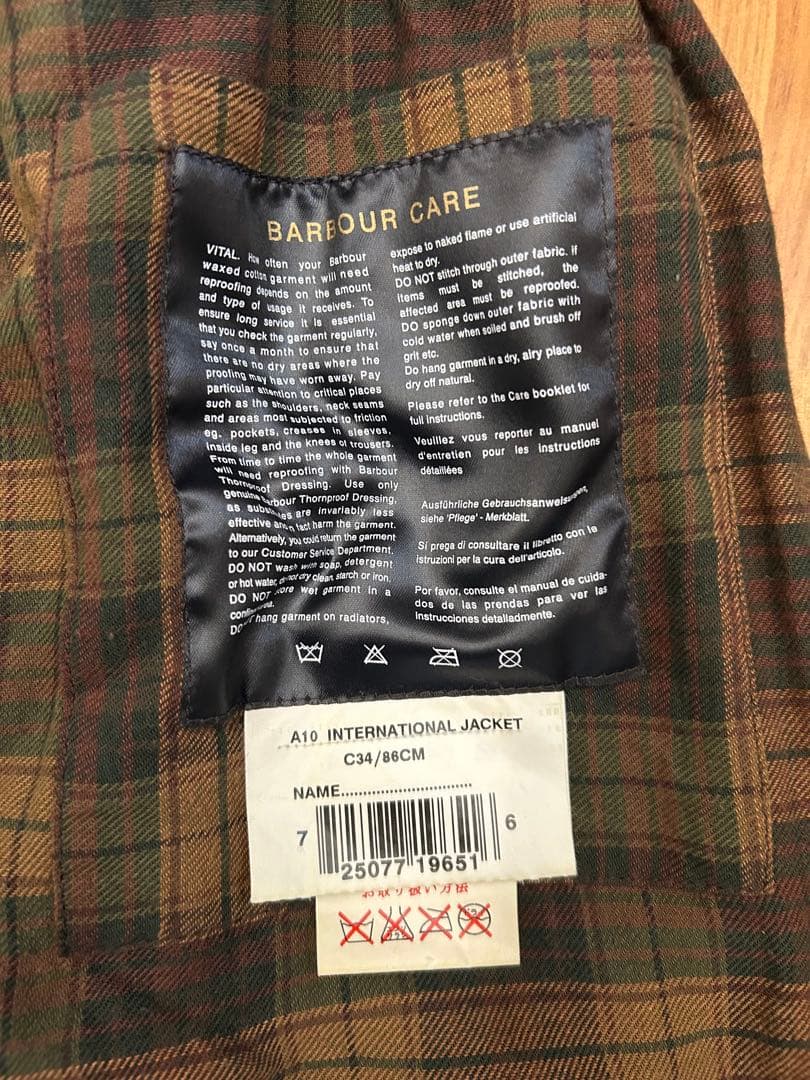 BARBOUR CARE
VITAL. How often your Barbour
waxed cotton garment will need
reproofing depends on the amount
and type of usage it receives. To
ensure long service it is essential
that you check the garment regularly,
say once a month to ensure that
there are no dry areas where the
proofing may have worn away. Pay
particular attention to critical places
such as the shoulders, neck seams
and areas most subjected to friction
eg. pockets, creases in sleeves,
inside leg and the knees of trousers.
From time to time the whole garment
will need reproofing with Barbour
Thornproof Dressing. Use only
genuine Barbour Thornproof Dressing,
as are invariably less
effective fact harm the garment.
Alternatively, you could return the garment
to our Customer Service Department.
DO NOT wash with soap, detergent
or hot water, do not dry clean, starch or iron.
DO NOT store wet garment in a
DO hang garment on radiators,
expose to naked flame or use artificial
heat to dry.
DO NOT stitch through outer fabric. If
items must be stitched, the
affected area must be reproofed.
DO sponge down outer fabric with
cold water when soiled and brush off
grit etc.
Do hang garment in a dry, airy place to
dry off natural.
Please refer to the Care booklet for
full instructions.
Veuillez vous reporter au manuel
d'entretien pour les instructions
détaillées
Ausführliche
siehe 'Pflege' - Merkblatt.
Si prega di consultare il libretto con le
istruzioni per la cura dell'articolo.
Por favor, consulte el manual de cuida-
dos de las prendas para ver las
instrucciones detalladmente.
A10 INTERNATIONAL JACKET
C34/86CM
NAME..............................
7 25077 19651 6
お取り扱い方法